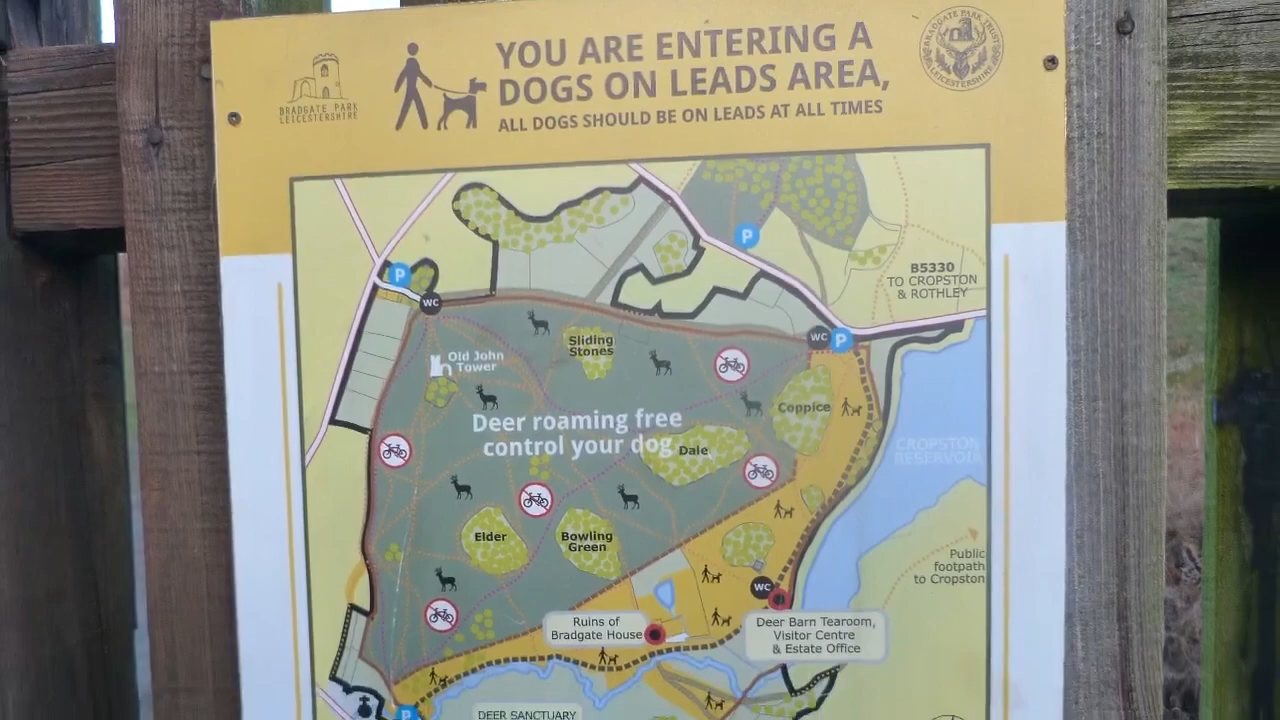 BRADGATE PARK
LEICESTERSHIRE
YOU ARE ENTERING A
DOGS ON LEADS AREA,
ALL DOGS SHOULD BE ON LEADS AT ALL TIMES
BRADGATE PARK TRUST
LEICESTERSHIRE
P
P
WC
B5330
TO CROPSTON
& ROTHLEY
WC
P
Sliding
Stones
Old John
Tower
Coppice
Deer roaming free
control your dog
Dale
CROPSTON
RESERVOIR
Elder
Bowling
Green
Public
footpath
to Cropston
WC
Ruins of
Bradgate House
Deer Barn Tearoom,
Visitor Centre
& Estate Office
P
DEER SANCTUARY